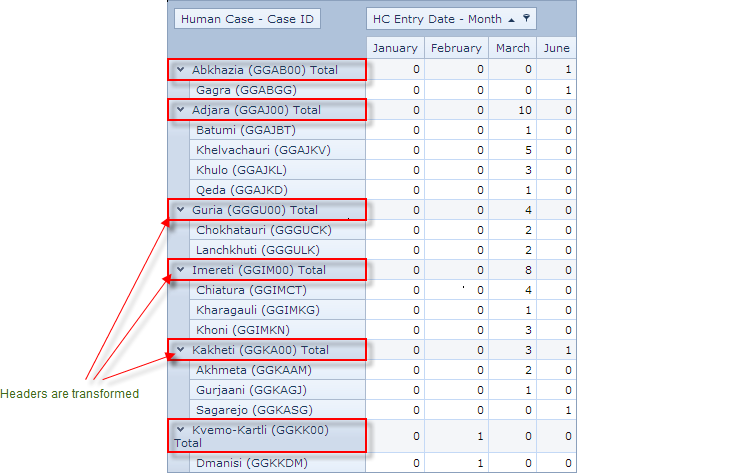 Human Case - Case ID HC Entry Date - Month
January February March June
Abkhazia (GGAB00) Total 0 0 0 1
Gagra (GGABGG) 0 0 0 1
Adjara (GGAJ00) Total 0 0 10 0
Batumi (GGAJBT) 0 0 1 0
Khelvachauri (GGAJKV) 0 0 5 0
Khulo (GGAJKL) 0 0 3 0
Qeda (GGAJKD) 0 0 1 0
Guria (GGGU00) Total 0 0 4 0
Chokhatauri (GGGUCK) 0 0 2 0
Lanchkhuti (GGGULK) 0 0 2 0
Imereti (GGIM00) Total 0 0 8 0
Chiatura (GGIMCT) 0 0 4 0
Kharagauli (GGIMKG) 0 0 1 0
Khoni (GGIMKN) 0 0 3 0
Kakheti (GGKA00) Total 0 0 3 1
Akhmeta (GGKAAM) 0 0 2 0
Gurjaani (GGKAGJ) 0 0 1 0
Sagarejo (GGKASG) 0 0 0 1
Kvemo-Kartli (GGKK00)
Total 0 1 0 0
Dmanisi (GGKKDM) 0 1 0 0
Headers are transformed